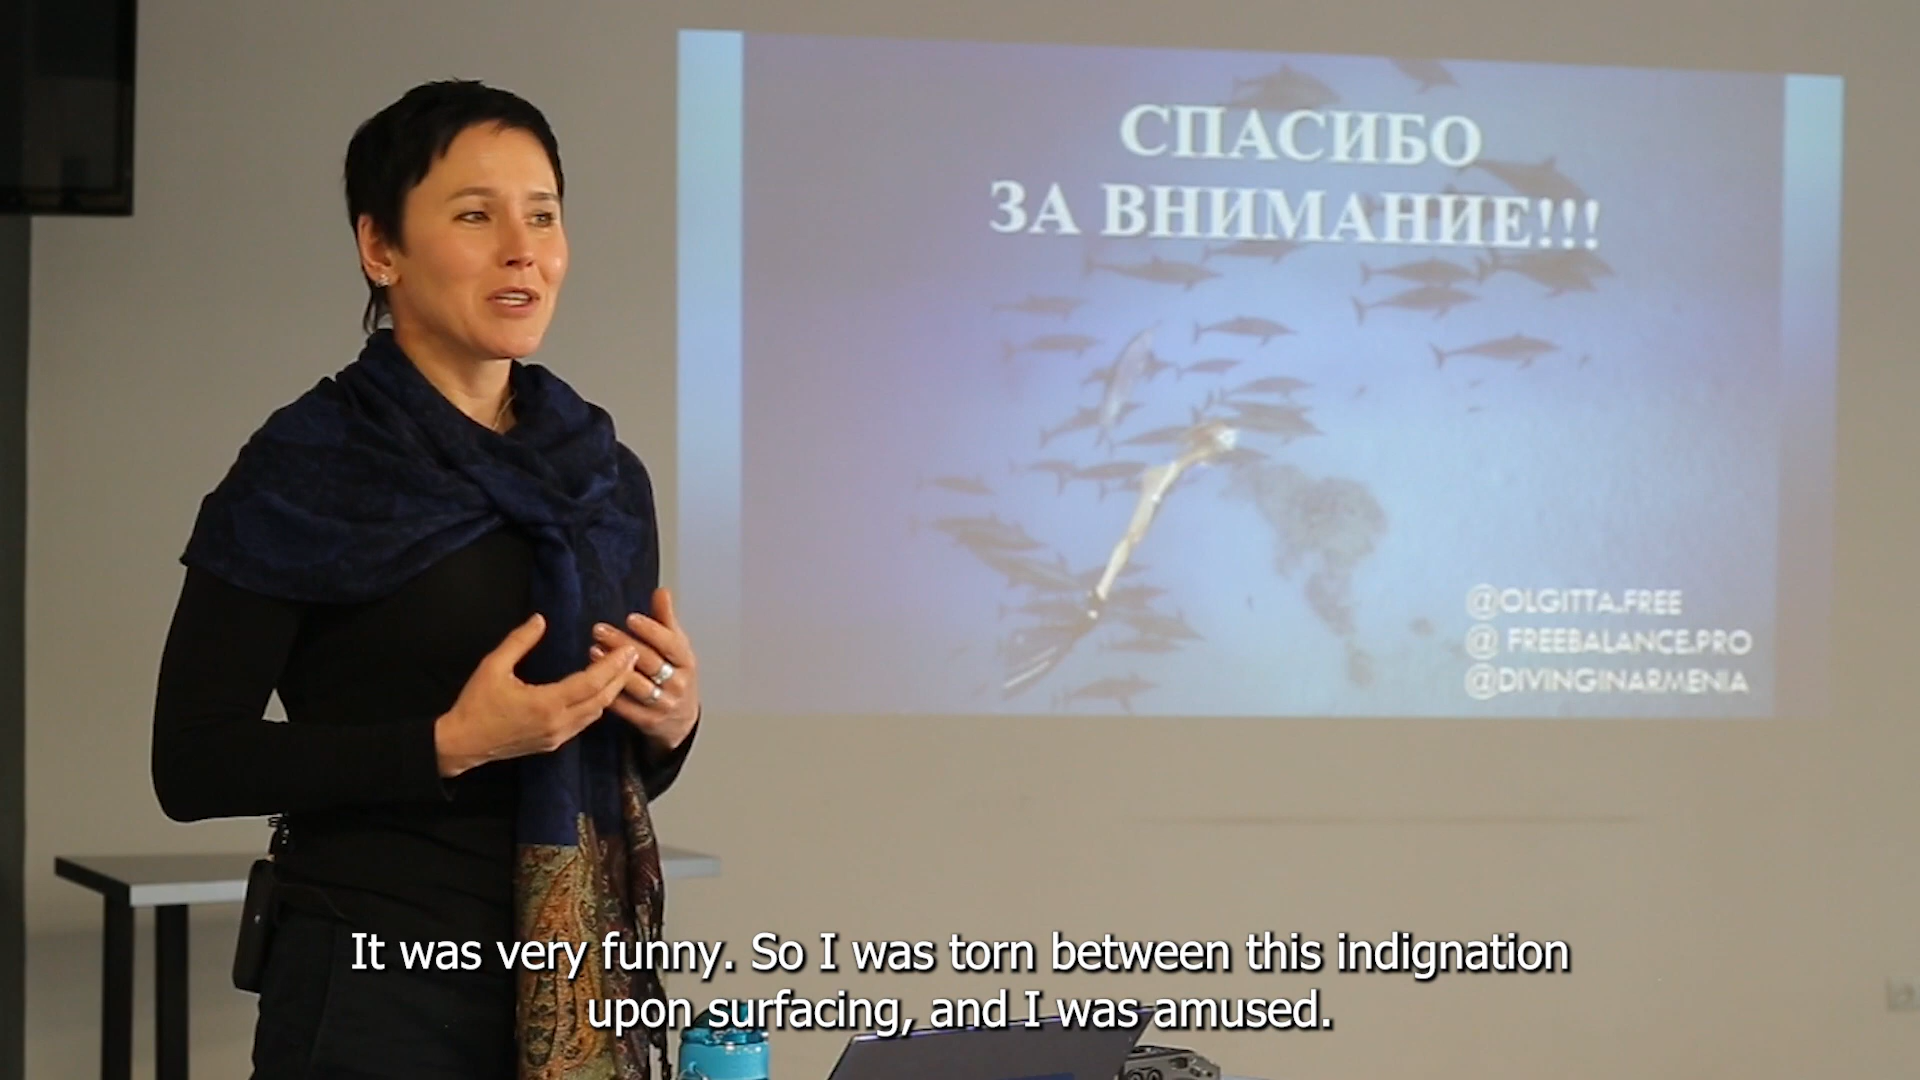 СПАСИБО
ЗА ВНИМАНИЕ!!!
@OLGITTA.FREE
@ FREEBALANCE.PRO
@DIVINGINARMENIA
It was very funny. So I was torn between this indignation
upon surfacing, and I was amused.